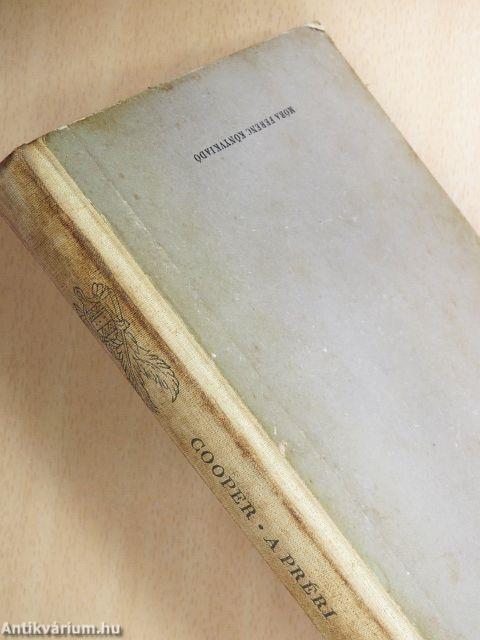 MÓRA FERENC KÖNYVKIADÓ
COOPER • A PRÉRI
Antikvárium.hu